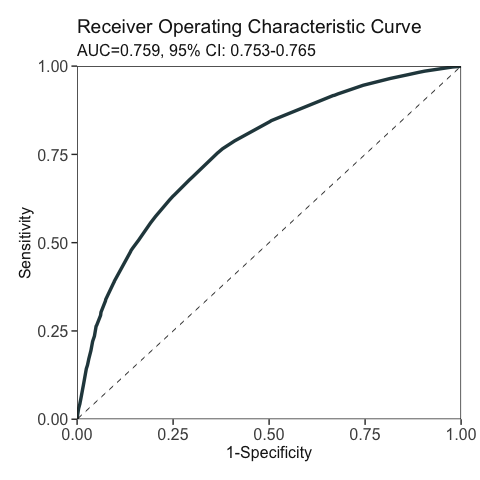 Receiver Operating Characteristic Curve
AUC=0.759, 95% CI: 0.753-0.765
1.00
0.75
0.50
0.25
0.00
Sensitivity
0.00 0.25 0.50 0.75 1.00
1-Specificity